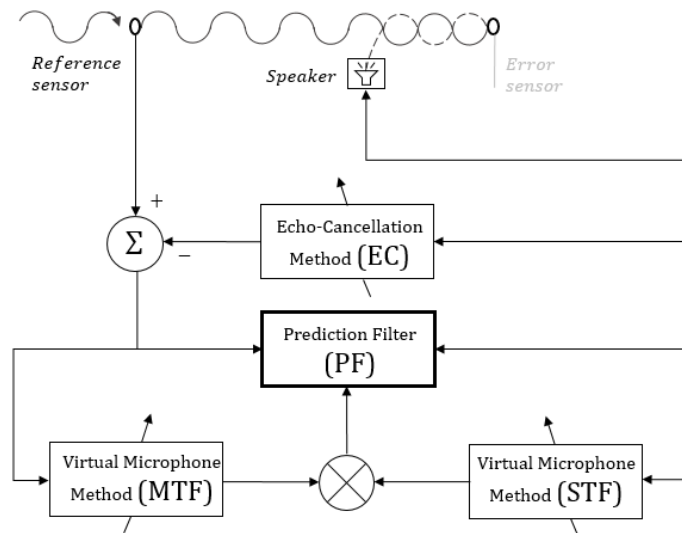 Reference
sensor
Speaker
Error
sensor
+
Σ
−
Echo-Cancellation
Method (EC)
Prediction Filter
(PF)
Virtual Microphone
Method (MTF)
Virtual Microphone
Method (STF)